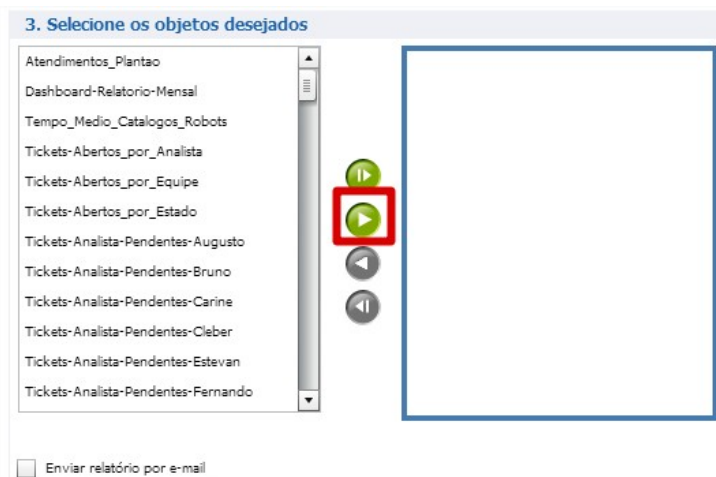 3. Selecione os objetos desejados
Atendimentos_Plantao
Dashboard-Relatorio-Mensal
Tempo_Medio_Catalogos_Robots
Tickets-Abertos_por_Analista
Tickets-Abertos_por_Equipe
Tickets-Abertos_por_Estado
Tickets-Analista-Pendentes-Augusto
Tickets-Analista-Pendentes-Bruno
Tickets-Analista-Pendentes-Carine
Tickets-Analista-Pendentes-Cleber
Tickets-Analista-Pendentes-Estevan
Tickets-Analista-Pendentes-Fernando
Enviar relatório por e-mail